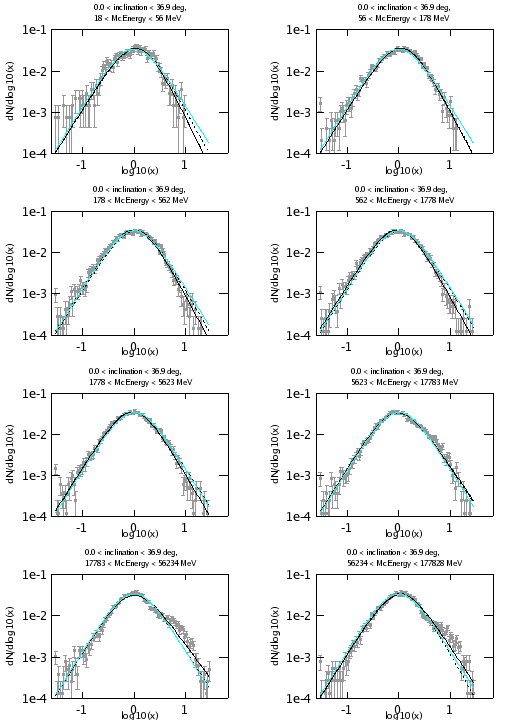 0.0 < inclination < 36.9 deg,
18 < McEnergy < 56 MeV
1e-1
1e-2
1e-3
1e-4
dN/dlog10(x)
-1
0
1
log10(x)
0.0 < inclination < 36.9 deg,
56 < McEnergy < 178 MeV
1e-1
1e-2
1e-3
1e-4
dN/dlog10(x)
-1
0
1
log10(x)
0.0 < inclination < 36.9 deg,
178 < McEnergy < 562 MeV
1e-1
1e-2
1e-3
1e-4
dN/dlog10(x)
-1
0
1
log10(x)
0.0 < inclination < 36.9 deg,
562 < McEnergy < 1778 MeV
1e-1
1e-2
1e-3
1e-4
dN/dlog10(x)
-1
0
1
log10(x)
0.0 < inclination < 36.9 deg,
1778 < McEnergy < 5623 MeV
1e-1
1e-2
1e-3
1e-4
dN/dlog10(x)
-1
0
1
log10(x)
0.0 < inclination < 36.9 deg,
5623 < McEnergy < 17783 MeV
1e-1
1e-2
1e-3
1e-4
dN/dlog10(x)
-1
0
1
log10(x)
0.0 < inclination < 36.9 deg,
17783 < McEnergy < 56234 MeV
1e-1
1e-2
1e-3
1e-4
dN/dlog10(x)
-1
0
1
log10(x)
0.0 < inclination < 36.9 deg,
56234 < McEnergy < 177828 MeV
1e-1
1e-2
1e-3
1e-4
dN/dlog10(x)
-1
0
1
log10(x)